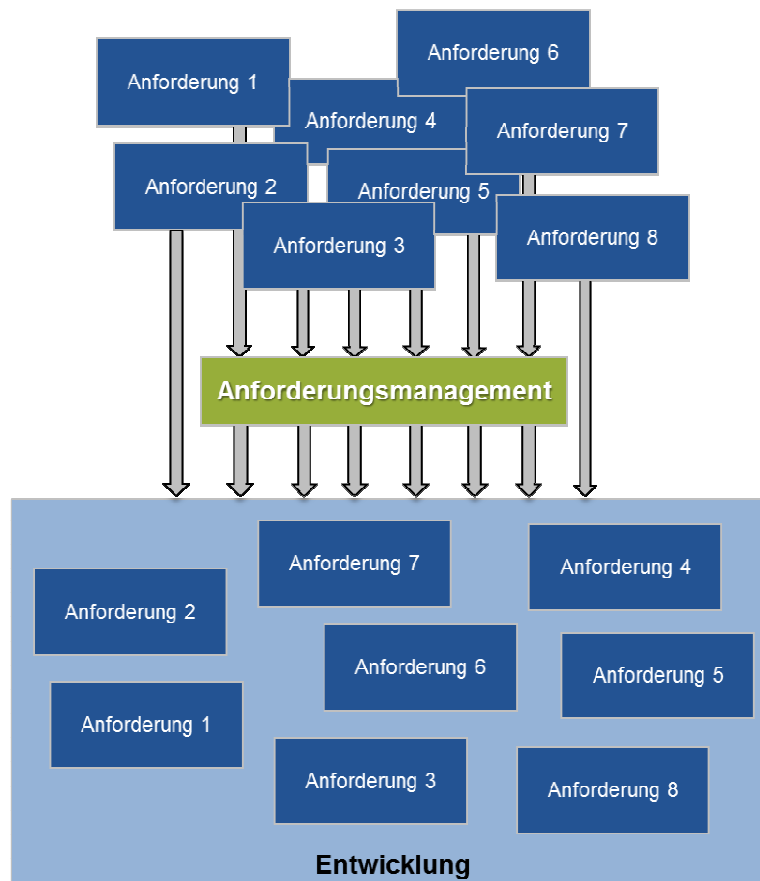 Anforderung 6
Anforderung 1
Anforderung 4
Anforderung 7
Anforderung 2
Anforderung 5
Anforderung 3
Anforderung 8
Anforderungsmanagement
Anforderung 7
Anforderung 4
Anforderung 2
Anforderung 6
Anforderung 5
Anforderung 1
Anforderung 3
Anforderung 8
Entwicklung